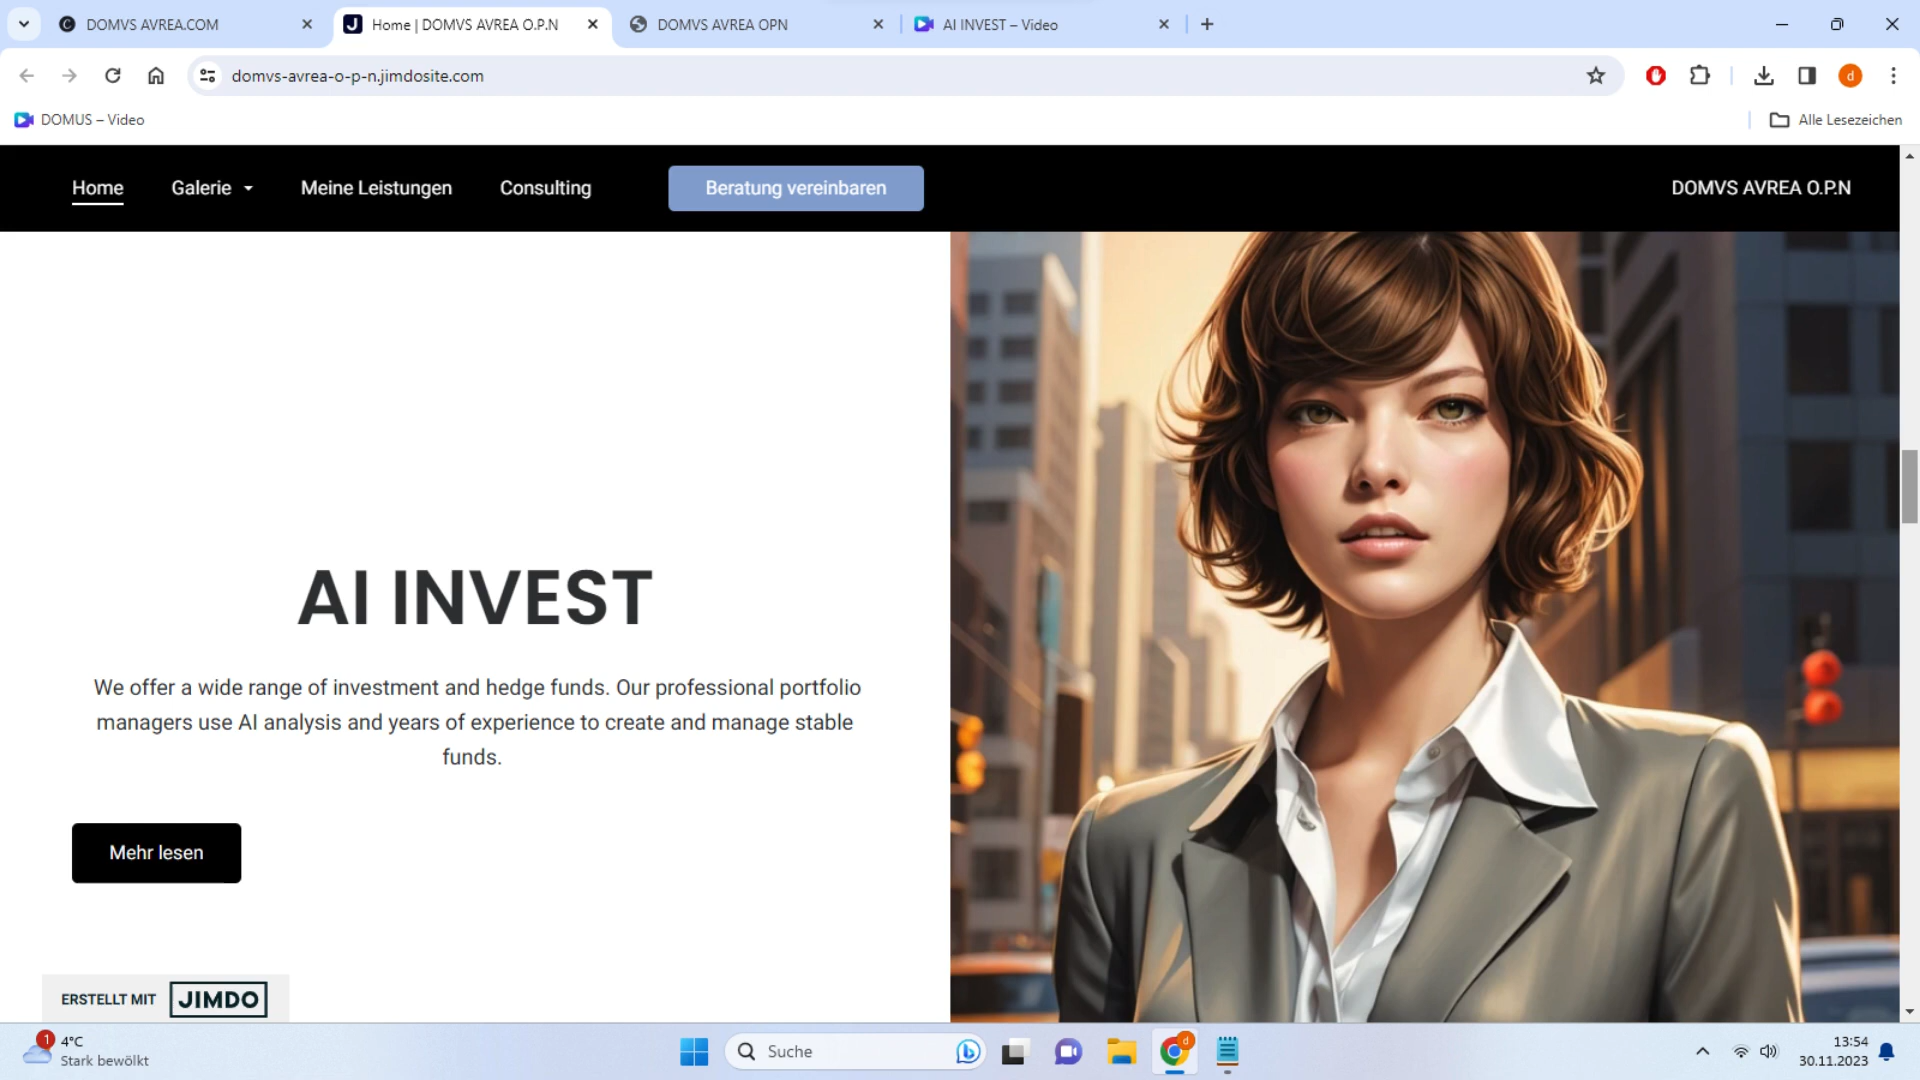 DOMVS AVREA.COM
Home | DOMVS AVREA O.P.N
DOMVS AVREA OPN
AI INVEST – Video
domvs-avrea-o-p-n.jimdosite.com
d
DOMUS – Video
Alle Lesezeichen
Home
Galerie
Meine Leistungen
Consulting
Beratung vereinbaren
DOMVS AVREA O.P.N
AI INVEST
We offer a wide range of investment and hedge funds. Our professional portfolio
managers use AI analysis and years of experience to create and manage stable
funds.
Mehr lesen
ERSTELLT MIT JIMDO
1
4°C
Stark bewölkt
Suche
d
13:54
30.11.2023